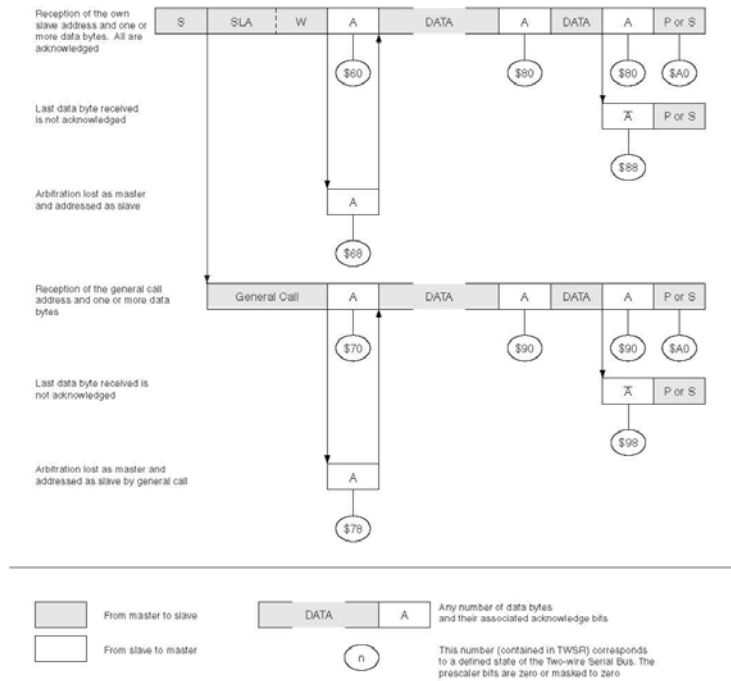 Reception of the own
slave address and one or
more data bytes. All are
acknowledged
S SLA W A DATA A DATA A P or S
$60 $80 $80 $A0
Last data byte received
is not acknowledged
A P or S
$88
Arbitration lost as master
and addressed as slave
A
$68
Reception of the general call
address and one or more data
bytes
General Call A DATA A DATA A P or S
$70 $90 $90 $A0
Last data byte received is
not acknowledged
A P or S
$98
Arbitration lost as master and
addressed as slave by general call
A
$78
From master to slave
DATA A
Any number of data bytes
and their associated acknowledge bits
From slave to master
n
This number (contained in TWSR) corresponds
to a defined state of the Two-wire Serial Bus. The
prescaler bits are zero or masked to zero